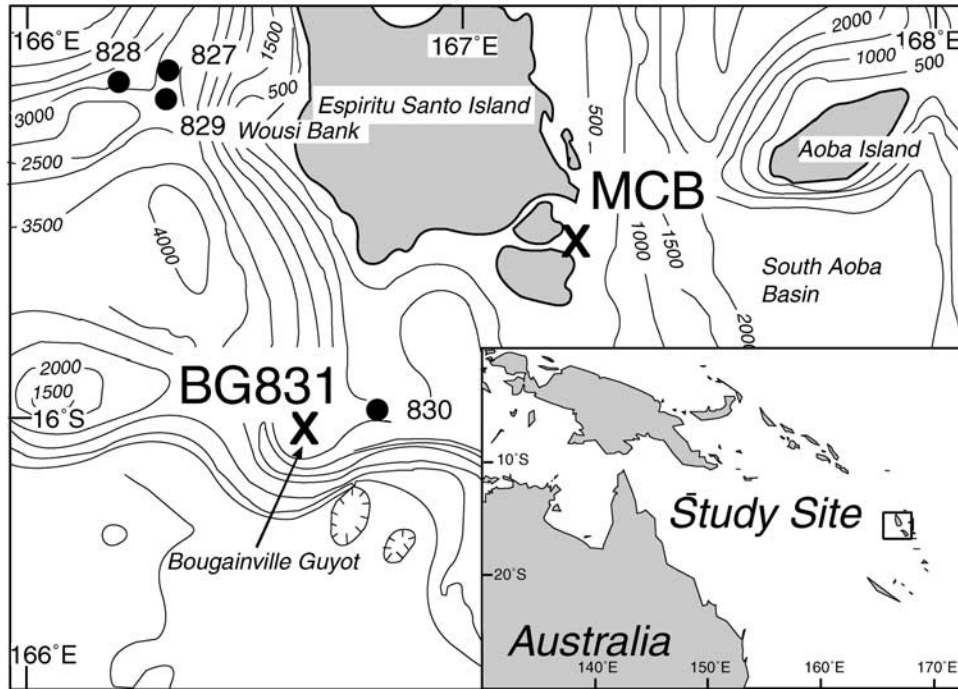 166˚E
828
827
1500
500
3000
829
Wousi Bank
2500
3500
4000
Espiritu Santo Island
167˚E
500
MCB
1000
1500
2000
2000
1000
500
168˚E
Aoba Island
South Aoba
Basin
2000
1500
16˚S
BG831
X
X
830
Bougainville Guyot
166˚E
10˚S
20˚S
Study Site
Australia
140˚E
150˚E
160˚E
170˚E